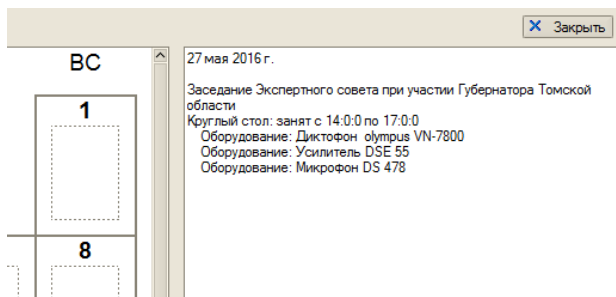 Закрыть
ВС
1
8
27 мая 2016 г.
Заседание Экспертного совета при участии Губернатора Томской
области
Круглый стол: занят с 14:0:0 по 17:0:0
Оборудование: Диктофон olympus VN-7800
Оборудование: Усилитель DSE 55
Оборудование: Микрофон DS 478